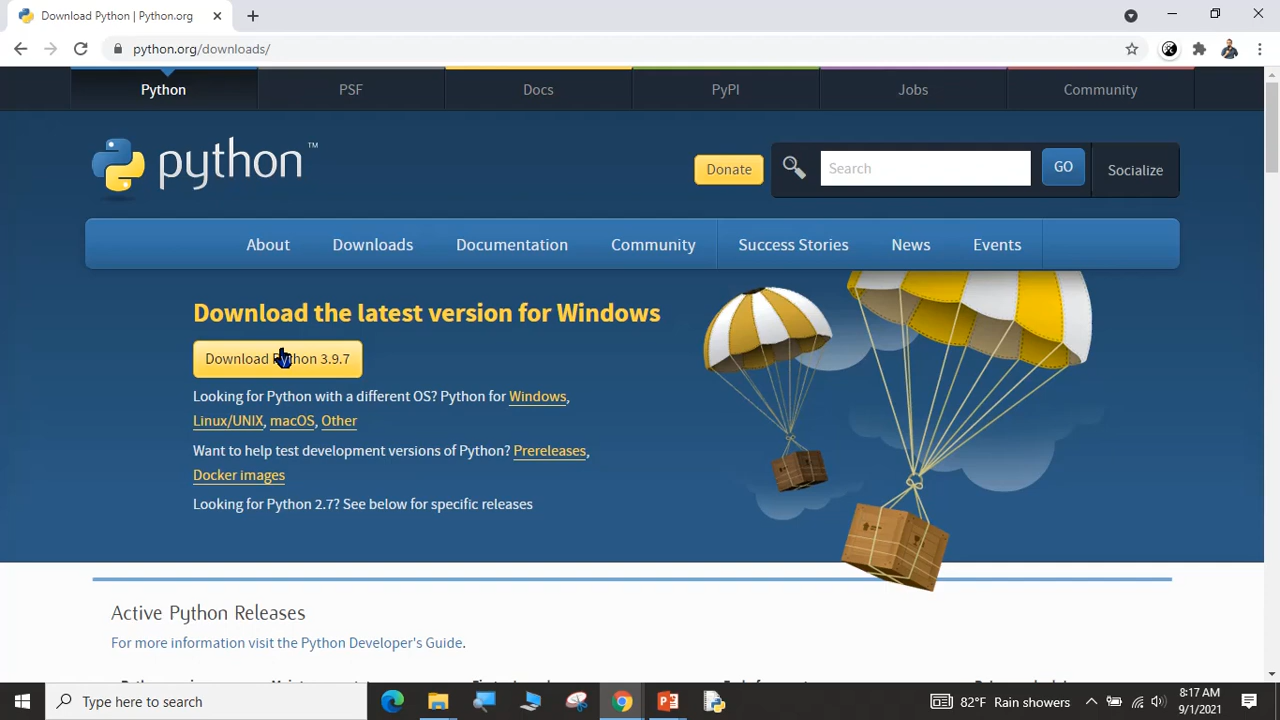 Download Python | Python.org
python.org/downloads/
Python
PSF
Docs
PyPI
Jobs
Community
python™
Donate
Search
GO
Socialize
About
Downloads
Documentation
Community
Success Stories
News
Events
Download the latest version for Windows
Download Python 3.9.7
Looking for Python with a different OS? Python for Windows,
Linux/UNIX, macOS, Other
Want to help test development versions of Python? Prereleases,
Docker images
Looking for Python 2.7? See below for specific releases
Active Python Releases
For more information visit the Python Developer's Guide.
Type here to search
82°F Rain showers
8:17 AM
9/1/2021